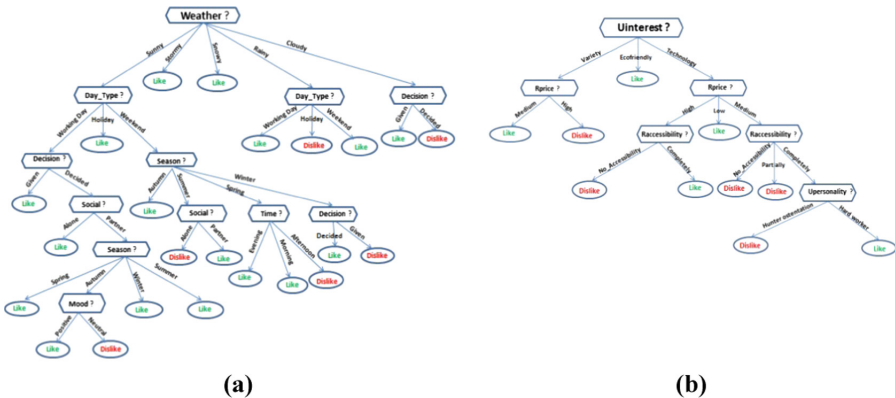 Weather ?
Uinterest ?
Sunny
Stormy
Snowy
Rainy
Cloudy
Variety
Ecofriendly
Technology
Like
Like
Like
Day_Type ?
Day_Type ?
Decision ?
Rprice ?
Rprice ?
Working Day
Holiday
Weekend
Working Day
Holiday
Weekend
Given
Decided
Medium
High
High
Low
Medium
Like
Like
Dislike
Like
Like
Dislike
Like
Dislike
Like
Decision ?
Season ?
Raccessibility ?
Raccessibility ?
Given
Decided
Autumn
Summer
Spring
Winter
No_Accessibility
Completely
No_Accessibility
Partially
Completely
Like
Social ?
Like
Social ?
Time ?
Decision ?
Dislike
Like
Dislike
Dislike
Upersonality ?
Alone
Partner
Alone
Partner
Evening
Morning
Afternoon
Decided
Given
Hunter ostentation
Hard worker
Like
Season ?
Dislike
Like
Like
Like
Dislike
Like
Dislike
Dislike
Like
Spring
Autumn
Winter
Summer
Like
Mood ?
Like
Like
Positive
Neutral
Like
Dislike
(a)
(b)